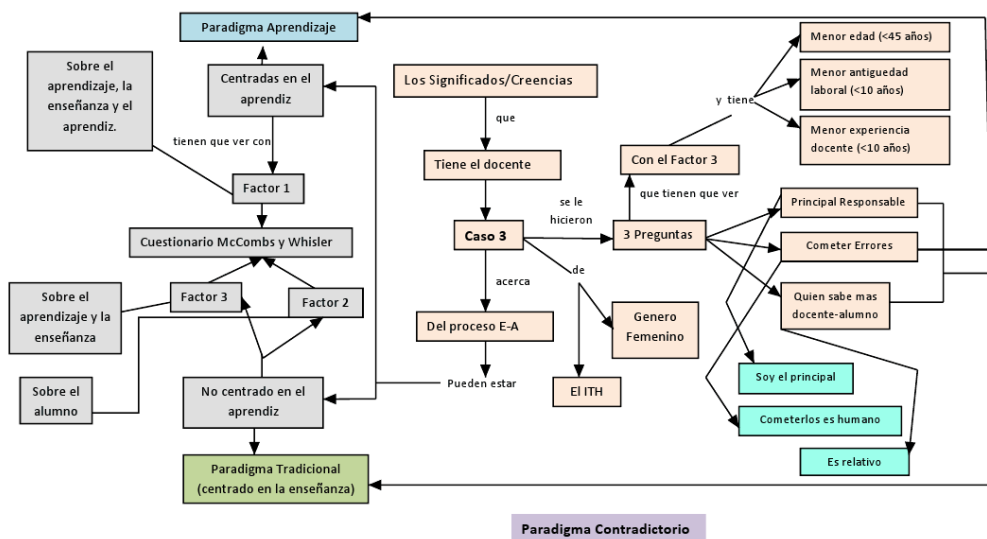 Paradigma Aprendizaje
Sobre el
aprendizaje, la
enseñanza y el
aprendiz.
Centradas en el
aprendiz
tienen que ver con
Factor 1
Cuestionario McCombs y Whisler
Factor 3
Factor 2
Sobre el
aprendizaje y la
enseñanza
Sobre el
alumno
No centrado en el
aprendiz
Paradigma Tradicional
(centrado en la enseñanza)
Los Significados/Creencias
que
Tiene el docente
Caso 3
acerca
Del proceso E-A
Pueden estar
se le
hicieron
de
Genero
Femenino
El ITH
3 Preguntas
que tienen que ver
Con el Factor 3
y tiene
Menor edad (<45 años)
Menor antiguedad
laboral (<10 años)
Menor experiencia
docente (<10 años)
Principal Responsable
Cometer Errores
Quien sabe mas
docente-alumno
Soy el principal
Cometerlos es humano
Es relativo
Paradigma Contradictorio